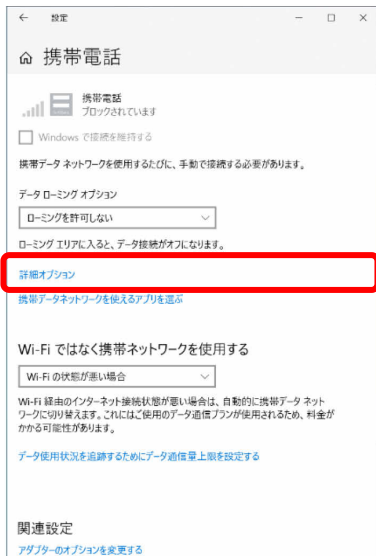 設定
携帯電話
携帯電話
ブロックされています
Windows で接続を維持する
携帯データ ネットワークを使用するたびに、手動で接続する必要があります。
データ ローミング オプション
ローミングを許可しない
ローミング エリアに入ると、データ接続がオフになります。
詳細オプション
携帯データネットワークを使えるアプリを選ぶ
Wi-Fi ではなく携帯ネットワークを使用する
Wi-Fi の状態が悪い場合
Wi-Fi 経由のインターネット接続状態が悪い場合は、自動的に携帯データ ネット
ワークに切り替えます。これにはご使用のデータ通信プランが使用されるため、料金が
かかる可能性があります。
データ使用状況を追跡するためにデータ通信量上限を設定する
関連設定
アダプターのオプションを変更する